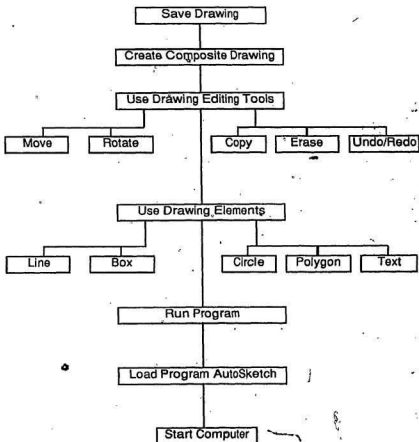 Save Drawing
Create Composite Drawing
Use Drawing Editing Tools
Move
Rotate
Copy
Erase
Undo/Redo
Use Drawing Elements
Line
Box
Circle
Polygon
Text
Run Program
Load Program AutoSketch
Start Computer